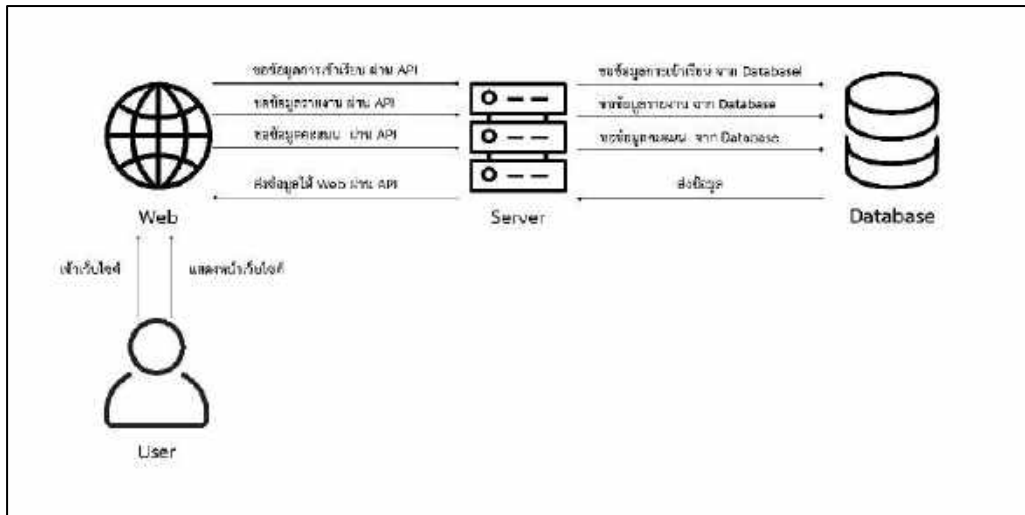 ขอข้อมูลการเข้าเรียน ผ่าน API
ขอข้อมูลการเข้าเรียน จาก Databasel
ขอข้อมูลรายงาน ผ่าน API
ขอข้อมูลรายงาน จาก Database
ขอข้อมูลคะแนน ผ่าน API
ขอข้อมูลคะแนน จาก Database
ส่งข้อมูลให้ Web ผ่าน API
ส่งข้อมูล
Web
Server
Database
เข้าเว็บไซต์
แสดงหน้าเว็บไซต์
User